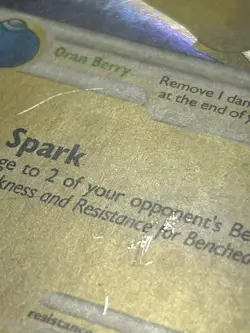 Oran Berry
Remove 1 dam
at the end of y
Spark
ge to 2 of your opponent's Be
kness and Resistance for Benched
resistance